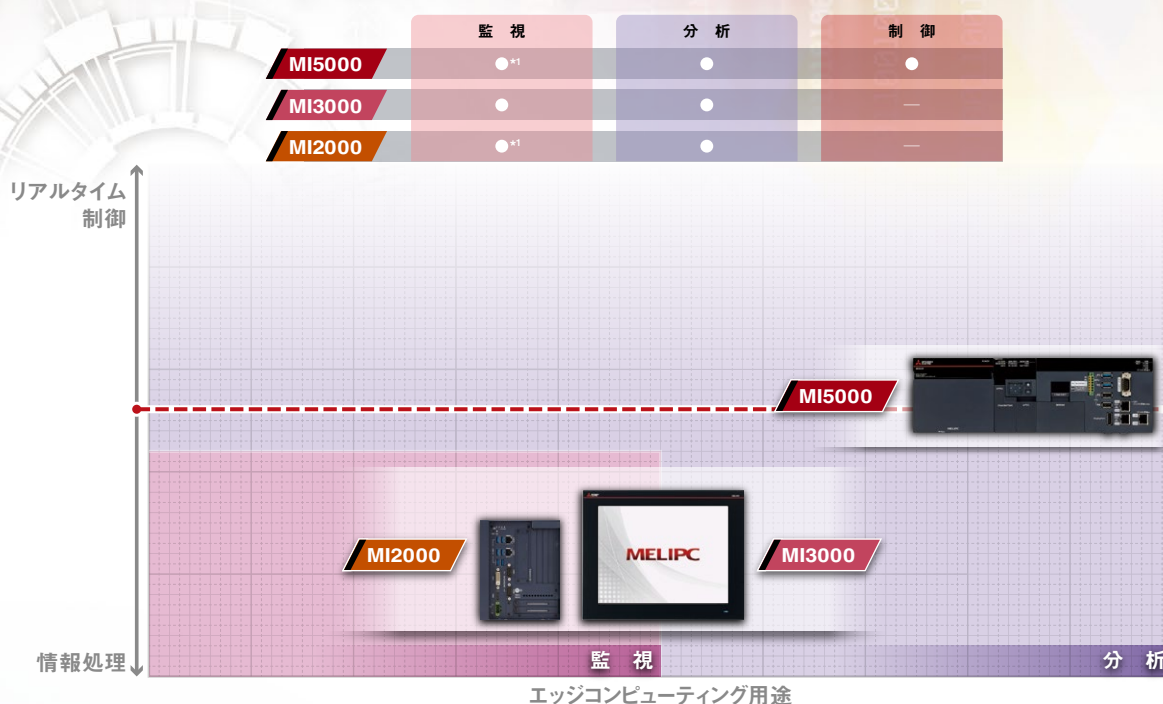 監視 分析 制御
MI5000 ●*1 ● ●
MI3000 ● ● —
MI2000 ●*1 ● —
リアルタイム
制御
MI5000
MI2000
MELIPC
MI3000
情報処理
監視 分析
エッジコンピューティング用途